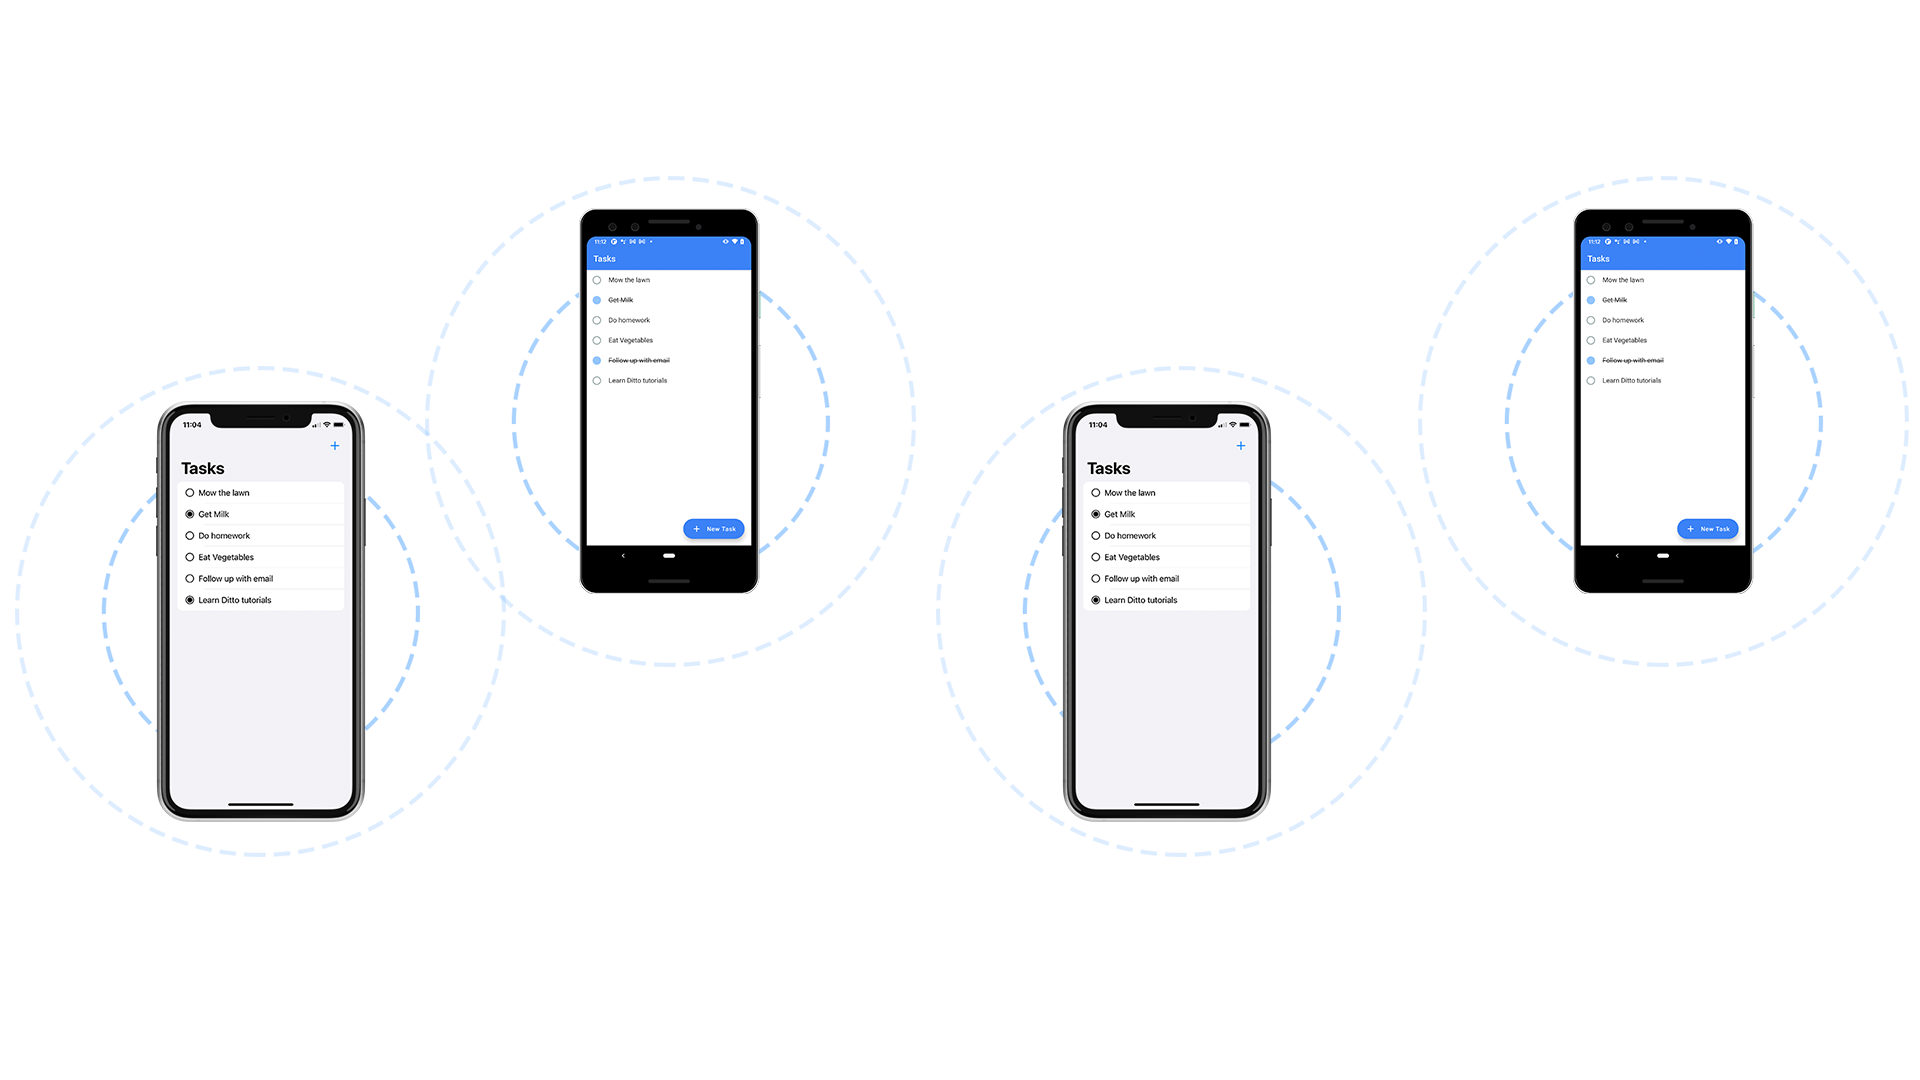 11:04
Tasks
Mow the lawn
Get Milk
Do homework
Eat Vegetables
Follow up with email
Learn Ditto tutorials
11:12
Tasks
Mow the lawn
Get Milk
Do homework
Eat Vegetables
Follow up with email
Learn Ditto tutorials
+ New Task
11:04
Tasks
Mow the lawn
Get Milk
Do homework
Eat Vegetables
Follow up with email
Learn Ditto tutorials
11:12
Tasks
Mow the lawn
Get Milk
Do homework
Eat Vegetables
Follow up with email
Learn Ditto tutorials
+ New Task